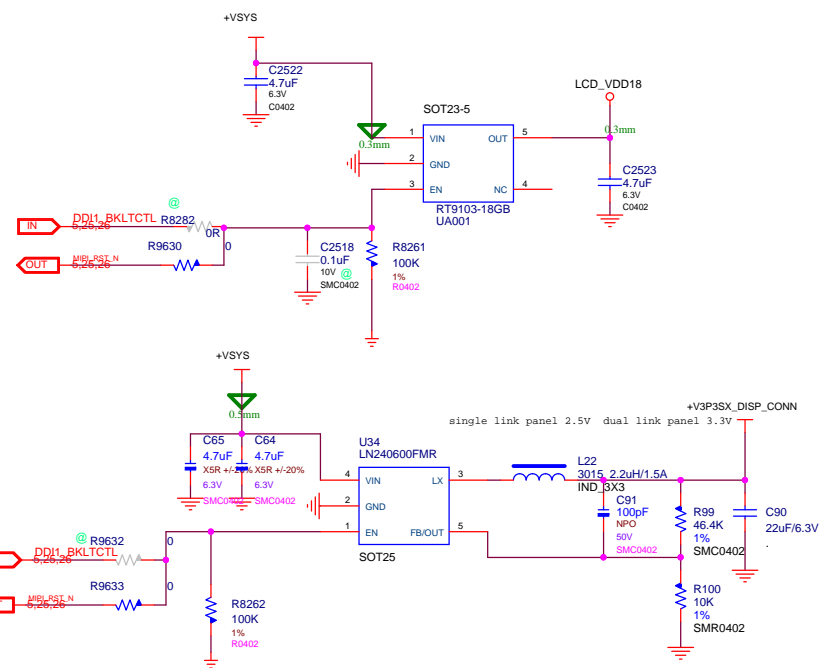 +VSYS
C2522
4.7uF
6.3V
C0402
LCD_VDD18
SOT23-5
0.3mm
0.3mm
1
VIN
OUT
5
2
GND
3
EN
NC
4
RT9103-18GB
UA001
C2523
4.7uF
6.3V
C0402
@
IN
DDI1_BKLTCTL
5,25,26
R8282
0R
OUT
MIPI_RST_N
5,25,26
R9630
0
C2518
0.1uF
10V
@
SMC0402
R8261
100K
1%
R0402
+VSYS
0.5mm
+V3P3SX_DISP_CONN
single link panel 2.5V dual link panel 3.3V
C65
4.7uF
X5R +/-20%
6.3V
SMC0402
C64
4.7uF
X5R +/-20%
6.3V
SMC0402
U34
LN240600FMR
4
VIN
LX
3
2
GND
1
EN
FB/OUT
5
SOT25
L22
3015_2.2uH/1.5A
IND_3X3
C91
100pF
NPO
50V
SMC0402
R99
46.4K
1%
SMC0402
C90
22uF/6.3V
.
R100
10K
1%
SMR0402
@
R9632
0
DDI1_BKLTCTL
5,25,26
R9633
0
MIPI_RST_N
5,25,26
R8262
100K
1%
R0402